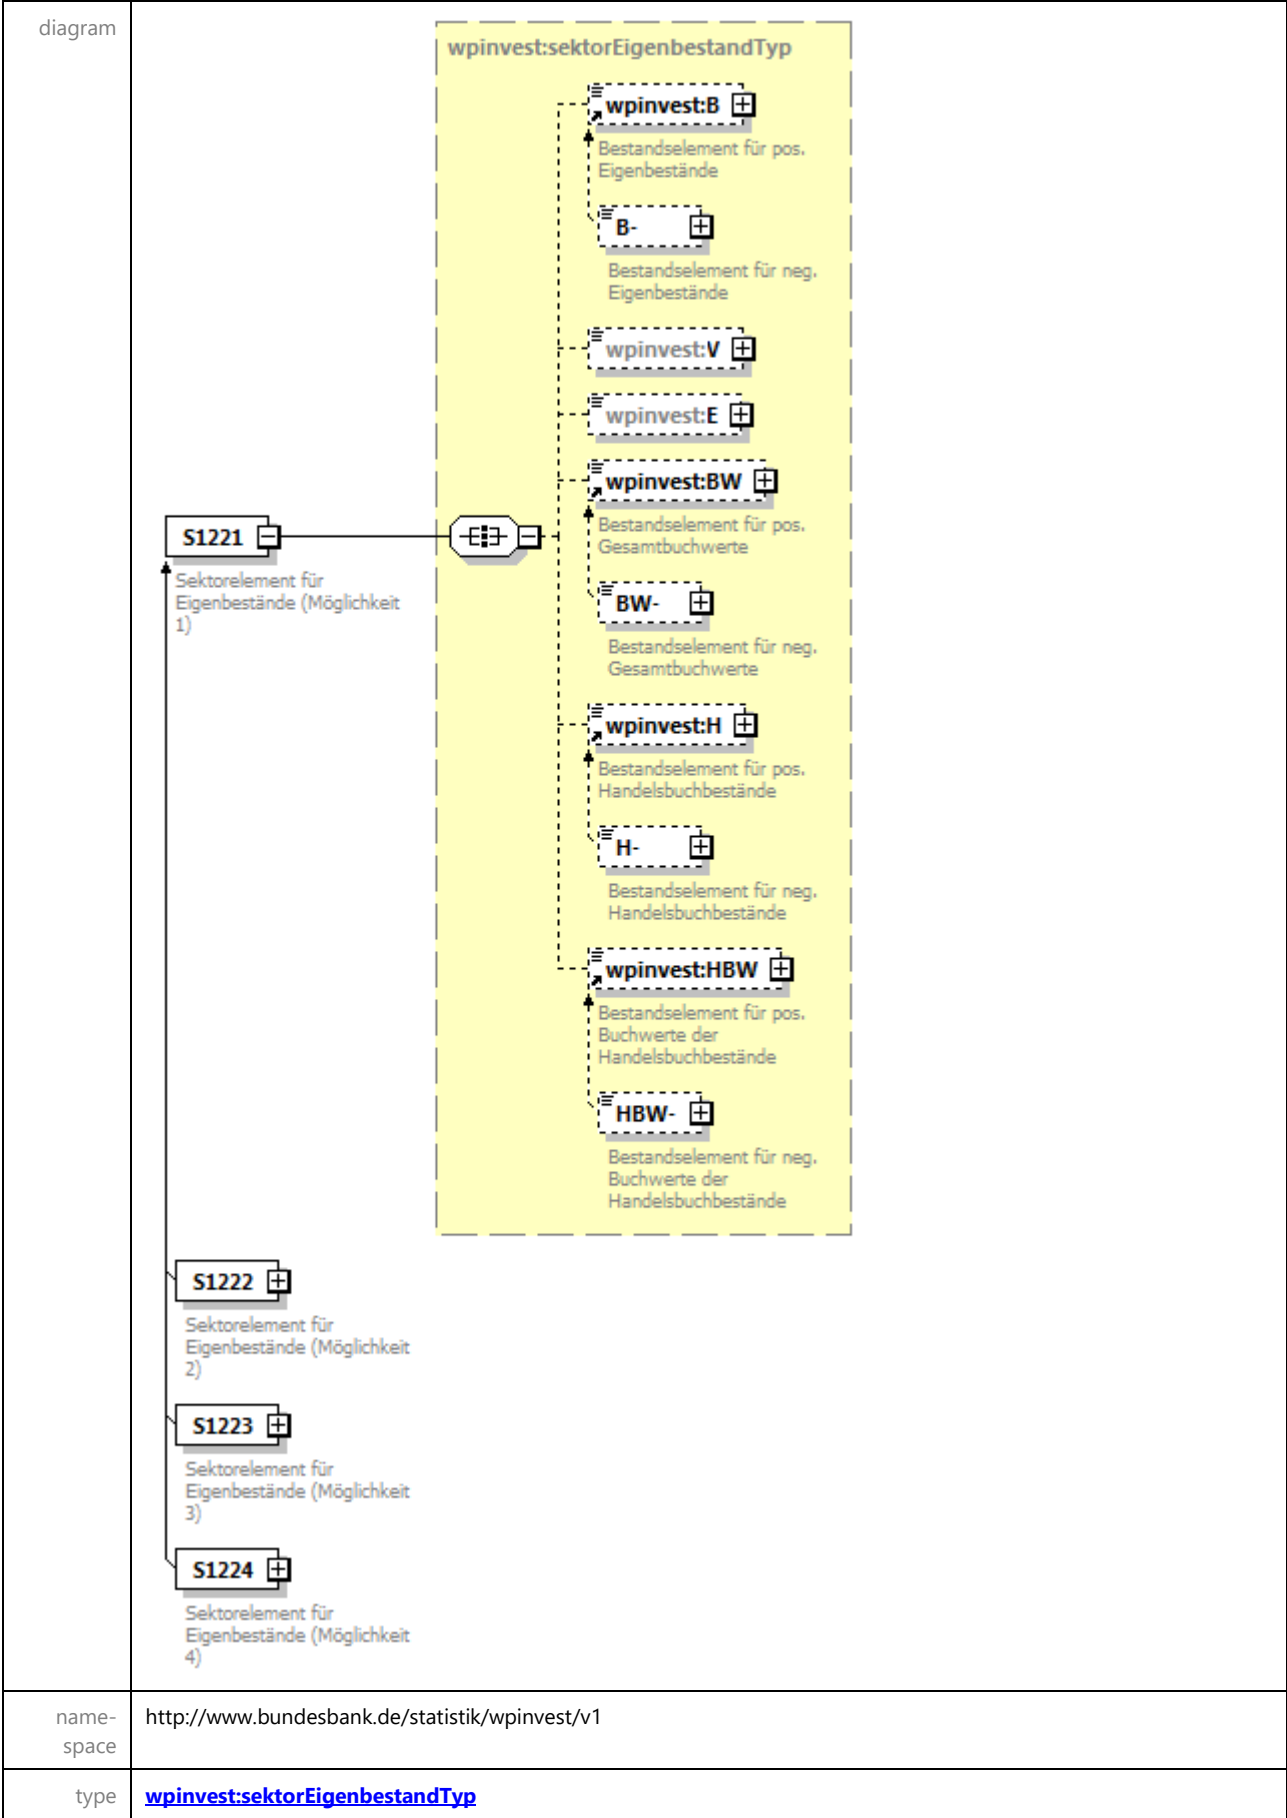 diagram
wpinvest:sektorEigenbestandTyp
wpinvest:B
Bestandselement für pos.
Eigenbestände
B-
Bestandselement für neg.
Eigenbestände
wpinvest:V
wpinvest:E
wpinvest:BW
Bestandselement für pos.
Gesamtbuchwerte
S1221
Sektorelement für
Eigenbestände (Möglichkeit
1)
BW-
Bestandselement für neg.
Gesamtbuchwerte
wpinvest:H
Bestandselement für pos.
Handelsbuchbestände
H-
Bestandselement für neg.
Handelsbuchbestände
wpinvest:HBW
Bestandselement für pos.
Buchwerte der
Handelsbuchbestände
HBW-
Bestandselement für neg.
Buchwerte der
Handelsbuchbestände
S1222
Sektorelement für
Eigenbestände (Möglichkeit
2)
S1223
Sektorelement für
Eigenbestände (Möglichkeit
3)
S1224
Sektorelement für
Eigenbestände (Möglichkeit
4)
name-
space
http://www.bundesbank.de/statistik/wpinvest/v1
type
wpinvest:sektorEigenbestandTyp